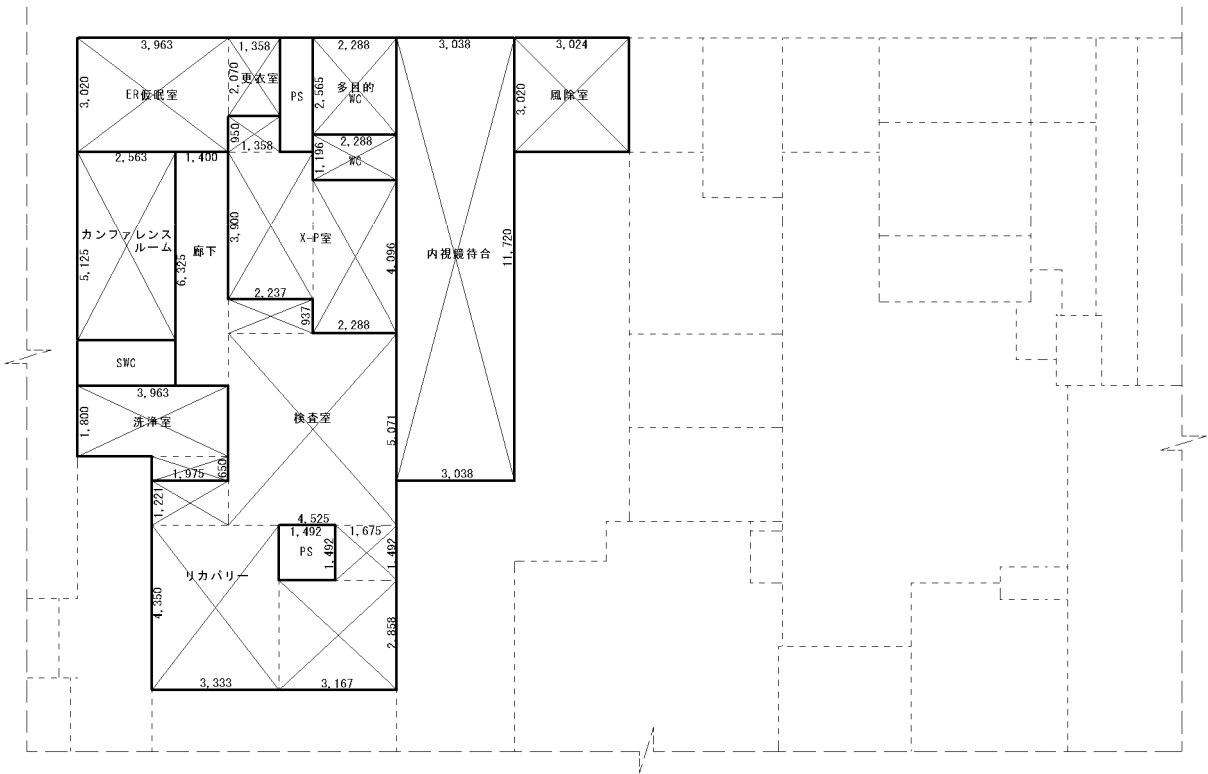 3,963
1,358
2,288
3,038
3,024
3,020
ER仮眠室
2,070
更衣室
PS
2,565
多目的
WC
3,020
風除室
950
1,358
2,288
1,196
WC
2,563
1,400
カンファレンス
ルーム
5,125
6,325
廊下
3,900
X-P室
4,096
内視鏡待合
11,720
2,237
937
2,288
SWC
3,963
1,800
洗浄室
検査室
5,071
1,975
650
3,038
1,221
4,525
1,492
1,675
PS
1,492
1,492
リカバリー
4,350
2,858
3,333
3,167